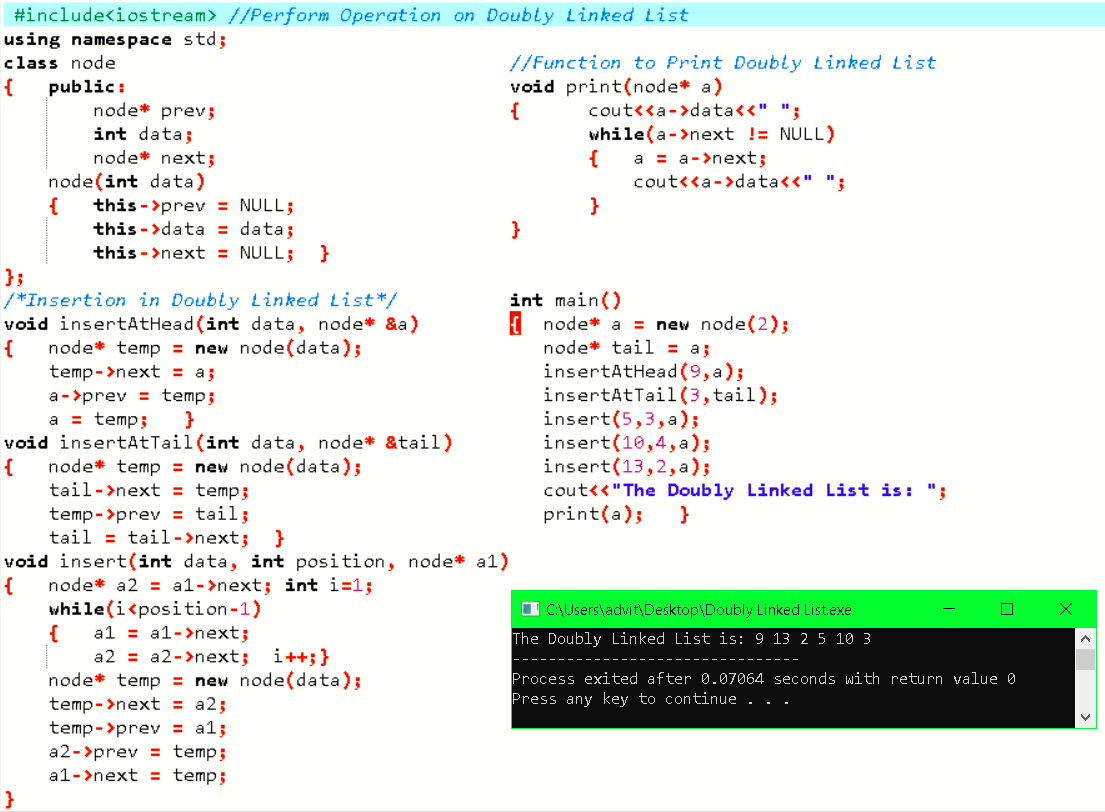 #include<iostream> //Perform Operation on Doubly Linked List
using namespace std;
class node
{   public:
        node* prev;
        int data;
        node* next;
    node(int data)
    {   this->prev = NULL;
        this->data = data;
        this->next = NULL;  }
};
/*Insertion in Doubly Linked List*/
void insertAtHead(int data, node* &a)
{   node* temp = new node(data);
    temp->next = a;
    a->prev = temp;
    a = temp;   }
void insertAtTail(int data, node* &tail)
{   node* temp = new node(data);
    tail->next = temp;
    temp->prev = tail;
    tail = tail->next;  }
void insert(int data, int position, node* a1)
{   node* a2 = a1->next; int i=1;
    while(i<position-1)
    {   a1 = a1->next;
        a2 = a2->next;  i++;}
    node* temp = new node(data);
    temp->next = a2;
    temp->prev = a1;
    a2->prev = temp;
    a1->next = temp;
}
//Function to Print Doubly Linked List
void print(node* a)
{      cout<<a->data<<" ";
       while(a->next != NULL)
       {   a = a->next;
           cout<<a->data<<" ";
       }
}
int main()
{  node* a = new node(2);
   node* tail = a;
   insertAtHead(9,a);
   insertAtTail(3,tail);
   insert(5,3,a);
   insert(10,4,a);
   insert(13,2,a);
   cout<<"The Doubly Linked List is: ";
   print(a);   }
C:\Users\advit\Desktop\Doubly Linked List.exe
The Doubly Linked List is: 9 13 2 5 10 3
--------------------------------
Process exited after 0.07064 seconds with return value 0
Press any key to continue . . .